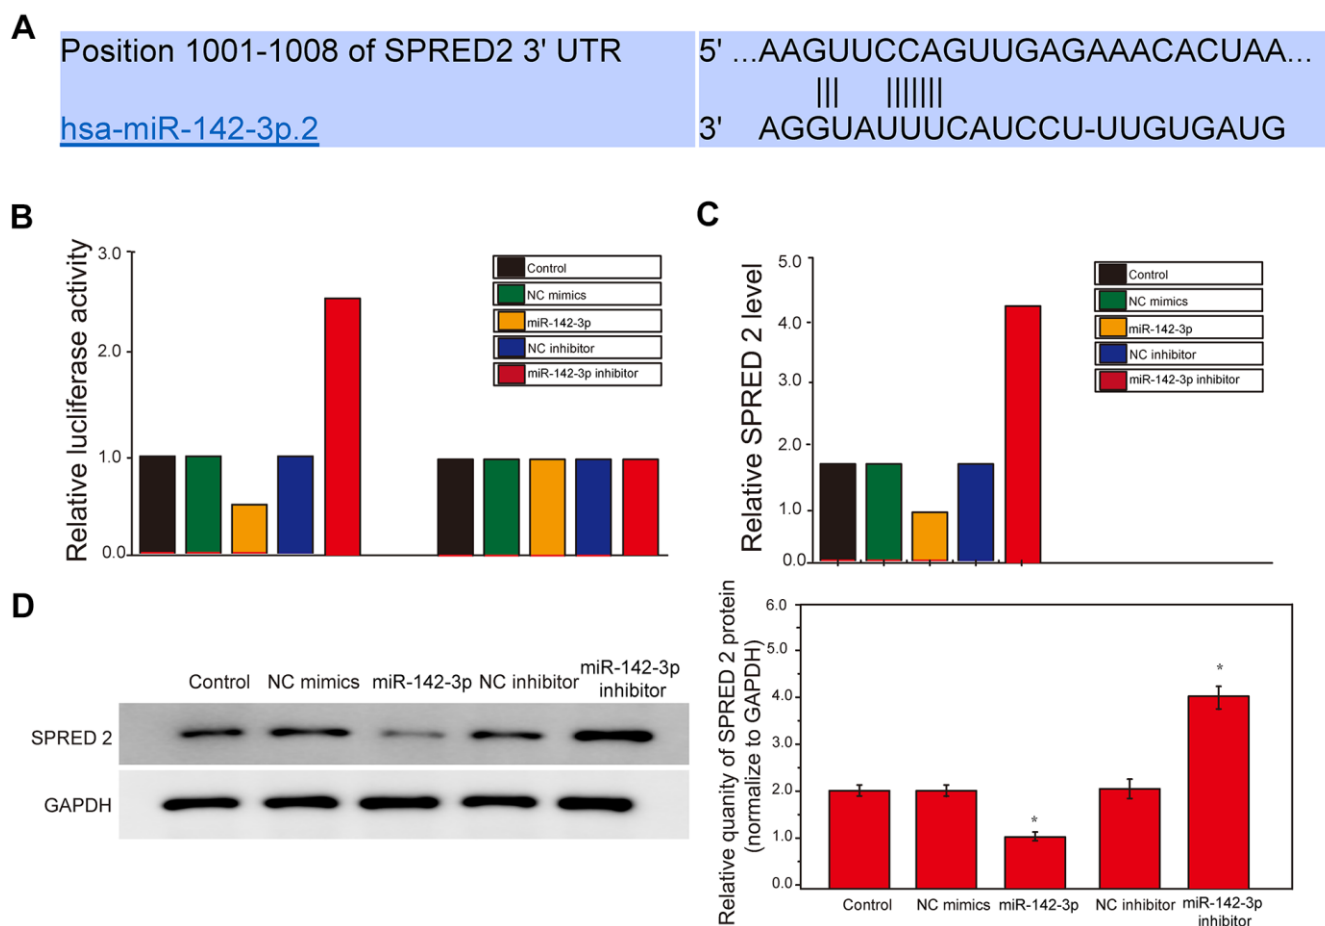 A
Position 1001-1008 of SPRED2 3' UTR
5' ...AAGUUCCAGUUGAGAAACACUAA...
||| |||||||
hsa-miR-142-3p.2
3' AGGUAUUUCAUCCU-UUGUGAUG
B
Relative lucliferase activity
3.0
2.0
1.0
0.0
Control
NC mimics
miR-142-3p
NC inhibitor
miR-142-3p inhibitor
C
Relative SPRED 2 level
5.0
4.0
3.0
2.0
1.0
0.0
Control
NC mimics
miR-142-3p
NC inhibitor
miR-142-3p inhibitor
D
Control
NC mimics
miR-142-3p
NC inhibitor
miR-142-3p
inhibitor
SPRED 2
GAPDH
Relative quanity of SPRED 2 protein
(normalize to GAPDH)
6.0
5.0
4.0
3.0
2.0
1.0
0.0
*
*
Control
NC mimics
miR-142-3p
NC inhibitor
miR-142-3p
inhibitor